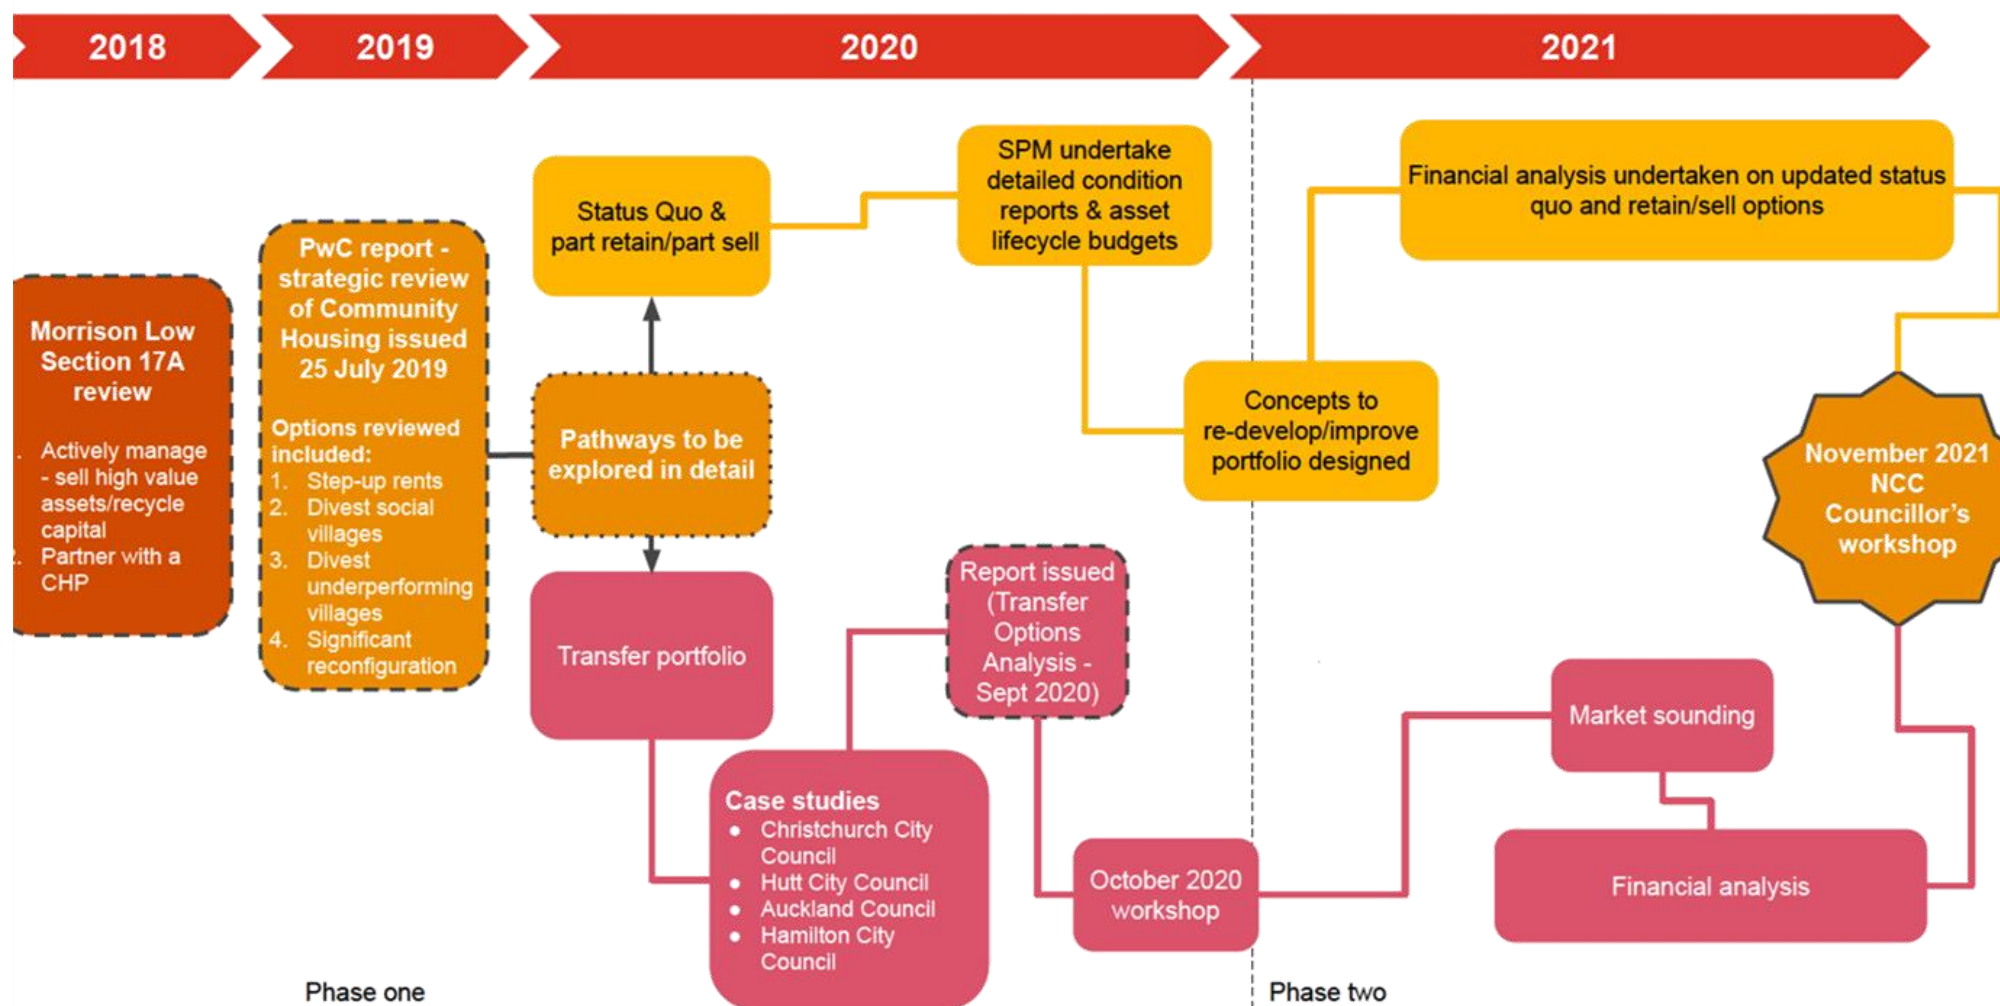 2018
2019
2020
2021
Morrison Low
Section 17A
review
. Actively manage
- sell high value
assets/recycle
capital
. Partner with a
CHP
PwC report -
strategic review
of Community
Housing issued
25 July 2019
Options reviewed
included:
1. Step-up rents
2. Divest social
villages
3. Divest
underperforming
villages
4. Significant
reconfiguration
Status Quo &
part retain/part sell
Pathways to be
explored in detail
Transfer portfolio
SPM undertake
detailed condition
reports & asset
lifecycle budgets
Concepts to
re-develop/improve
portfolio designed
Financial analysis undertaken on updated status
quo and retain/sell options
Case studies
● Christchurch City
Council
● Hutt City Council
● Auckland Council
● Hamilton City
Council
Report issued
(Transfer
Options
Analysis -
Sept 2020)
October 2020
workshop
Market sounding
Financial analysis
November 2021
NCC
Councillor's
workshop
Phase one
Phase two